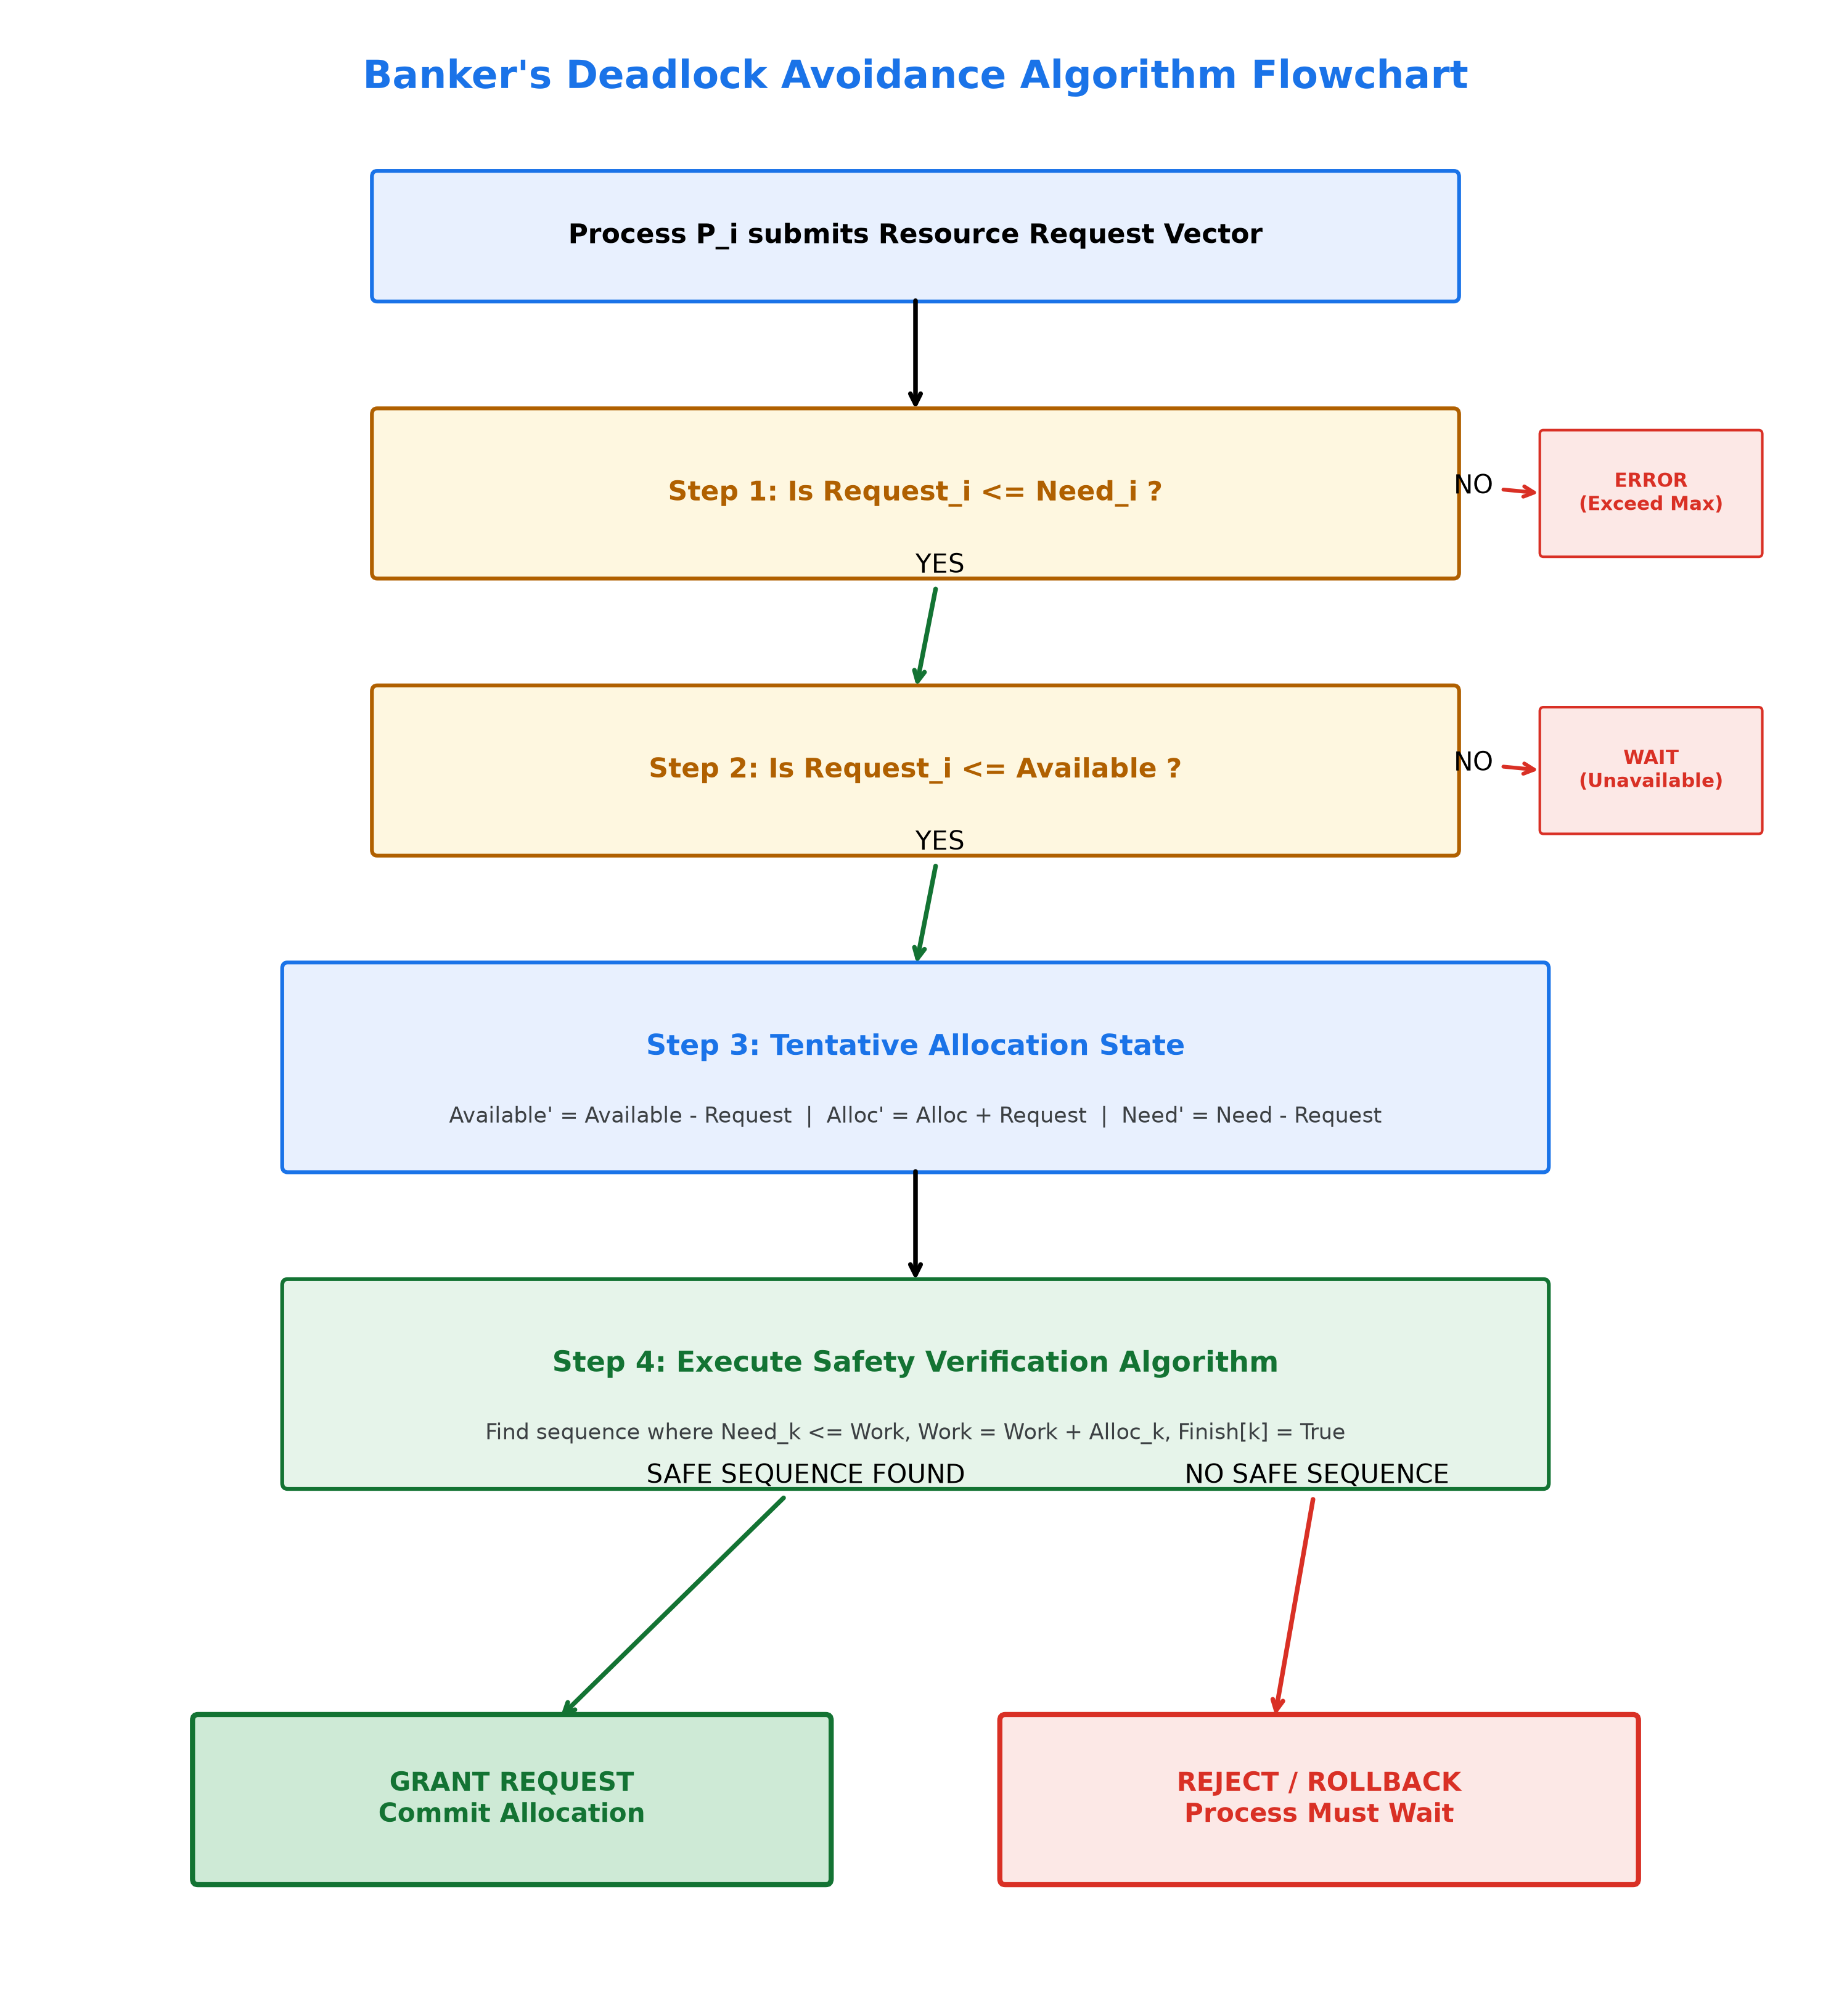 Banker's Deadlock Avoidance Algorithm Flowchart
Process P_i submits Resource Request Vector
Step 1: Is Request_i <= Need_i ?
NO
ERROR
(Exceed Max)
YES
Step 2: Is Request_i <= Available ?
NO
WAIT
(Unavailable)
YES
Step 3: Tentative Allocation State
Available' = Available - Request | Alloc' = Alloc + Request | Need' = Need - Request
Step 4: Execute Safety Verification Algorithm
Find sequence where Need_k <= Work, Work = Work + Alloc_k, Finish[k] = True
SAFE SEQUENCE FOUND
NO SAFE SEQUENCE
GRANT REQUEST
Commit Allocation
REJECT / ROLLBACK
Process Must Wait